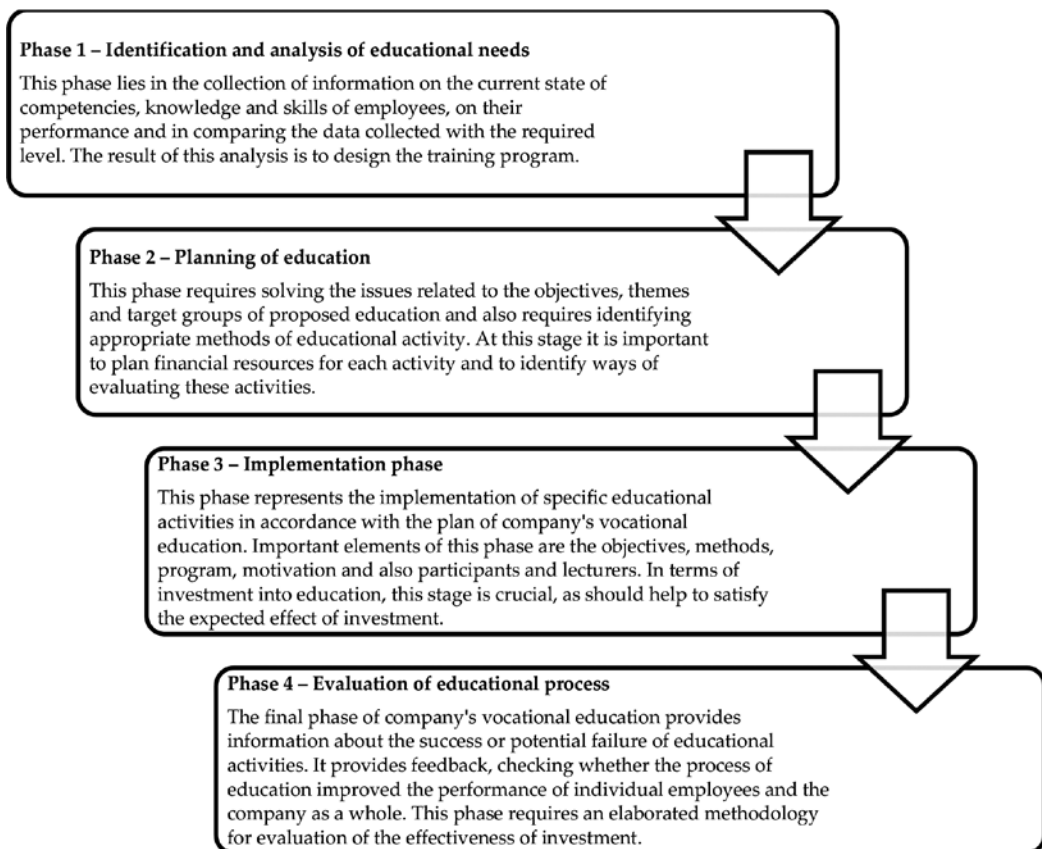 Phase 1 – Identification and analysis of educational needs
This phase lies in the collection of information on the current state of
competencies, knowledge and skills of employees, on their
performance and in comparing the data collected with the required
level. The result of this analysis is to design the training program.
Phase 2 – Planning of education
This phase requires solving the issues related to the objectives, themes
and target groups of proposed education and also requires identifying
appropriate methods of educational activity. At this stage it is important
to plan financial resources for each activity and to identify ways of
evaluating these activities.
Phase 3 – Implementation phase
This phase represents the implementation of specific educational
activities in accordance with the plan of company's vocational
education. Important elements of this phase are the objectives, methods,
program, motivation and also participants and lecturers. In terms of
investment into education, this stage is crucial, as should help to satisfy
the expected effect of investment.
Phase 4 – Evaluation of educational process
The final phase of company's vocational education provides
information about the success or potential failure of educational
activities. It provides feedback, checking whether the process of
education improved the performance of individual employees and the
company as a whole. This phase requires an elaborated methodology
for evaluation of the effectiveness of investment.